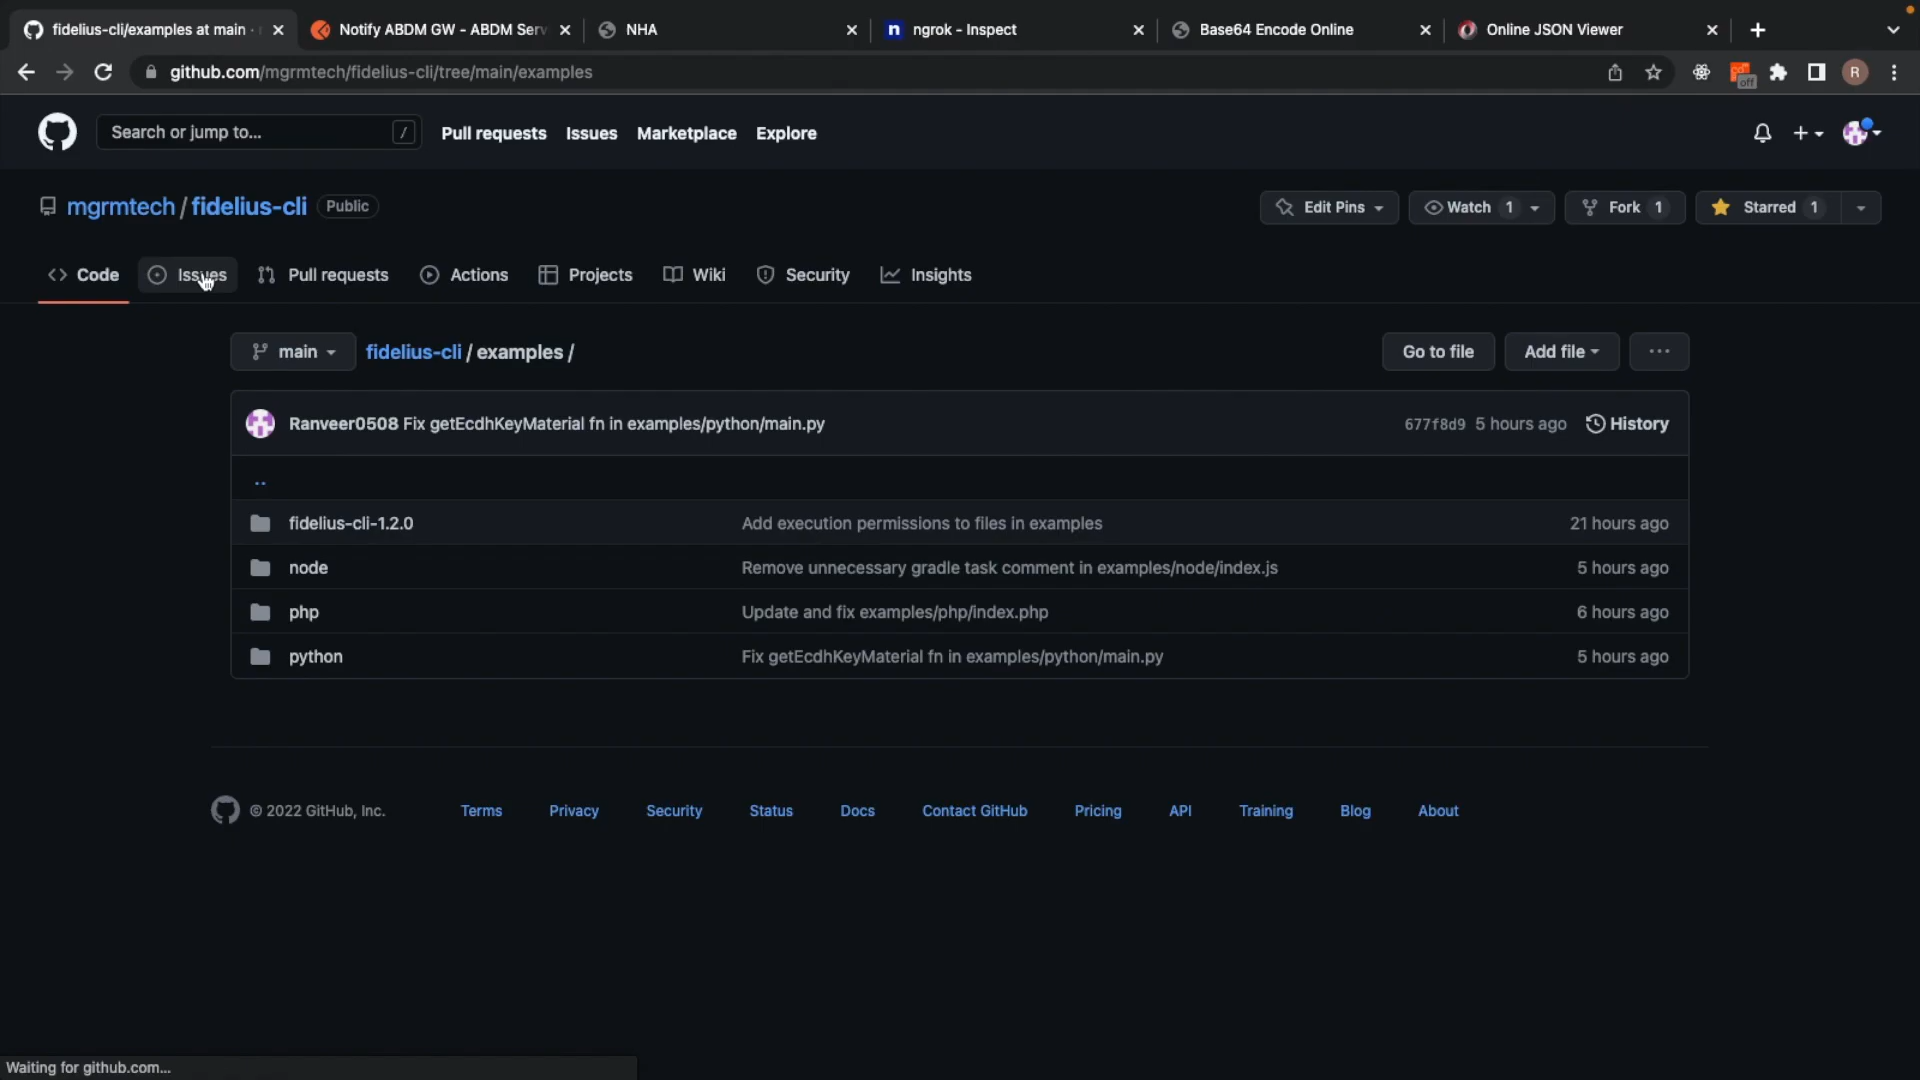 fidelius-cli/examples at main · Notify ABDM GW - ABDM Serv NHA ngrok - Inspect Base64 Encode Online Online JSON Viewer
github.com/mgrmtech/fidelius-cli/tree/main/examples off R
Search or jump to... / Pull requests Issues Marketplace Explore
mgrmtech / fidelius-cli Public Edit Pins Watch 1 Fork 1 Starred 1
<> Code Issues Pull requests Actions Projects Wiki Security Insights
main fidelius-cli / examples / Go to file Add file ...
Ranveer0508 Fix getEcdhKeyMaterial fn in examples/python/main.py 677f8d9 5 hours ago History
..
fidelius-cli-1.2.0 Add execution permissions to files in examples 21 hours ago
node Remove unnecessary gradle task comment in examples/node/index.js 5 hours ago
php Update and fix examples/php/index.php 6 hours ago
python Fix getEcdhKeyMaterial fn in examples/python/main.py 5 hours ago
© 2022 GitHub, Inc. Terms Privacy Security Status Docs Contact GitHub Pricing API Training Blog About
Waiting for github.com...